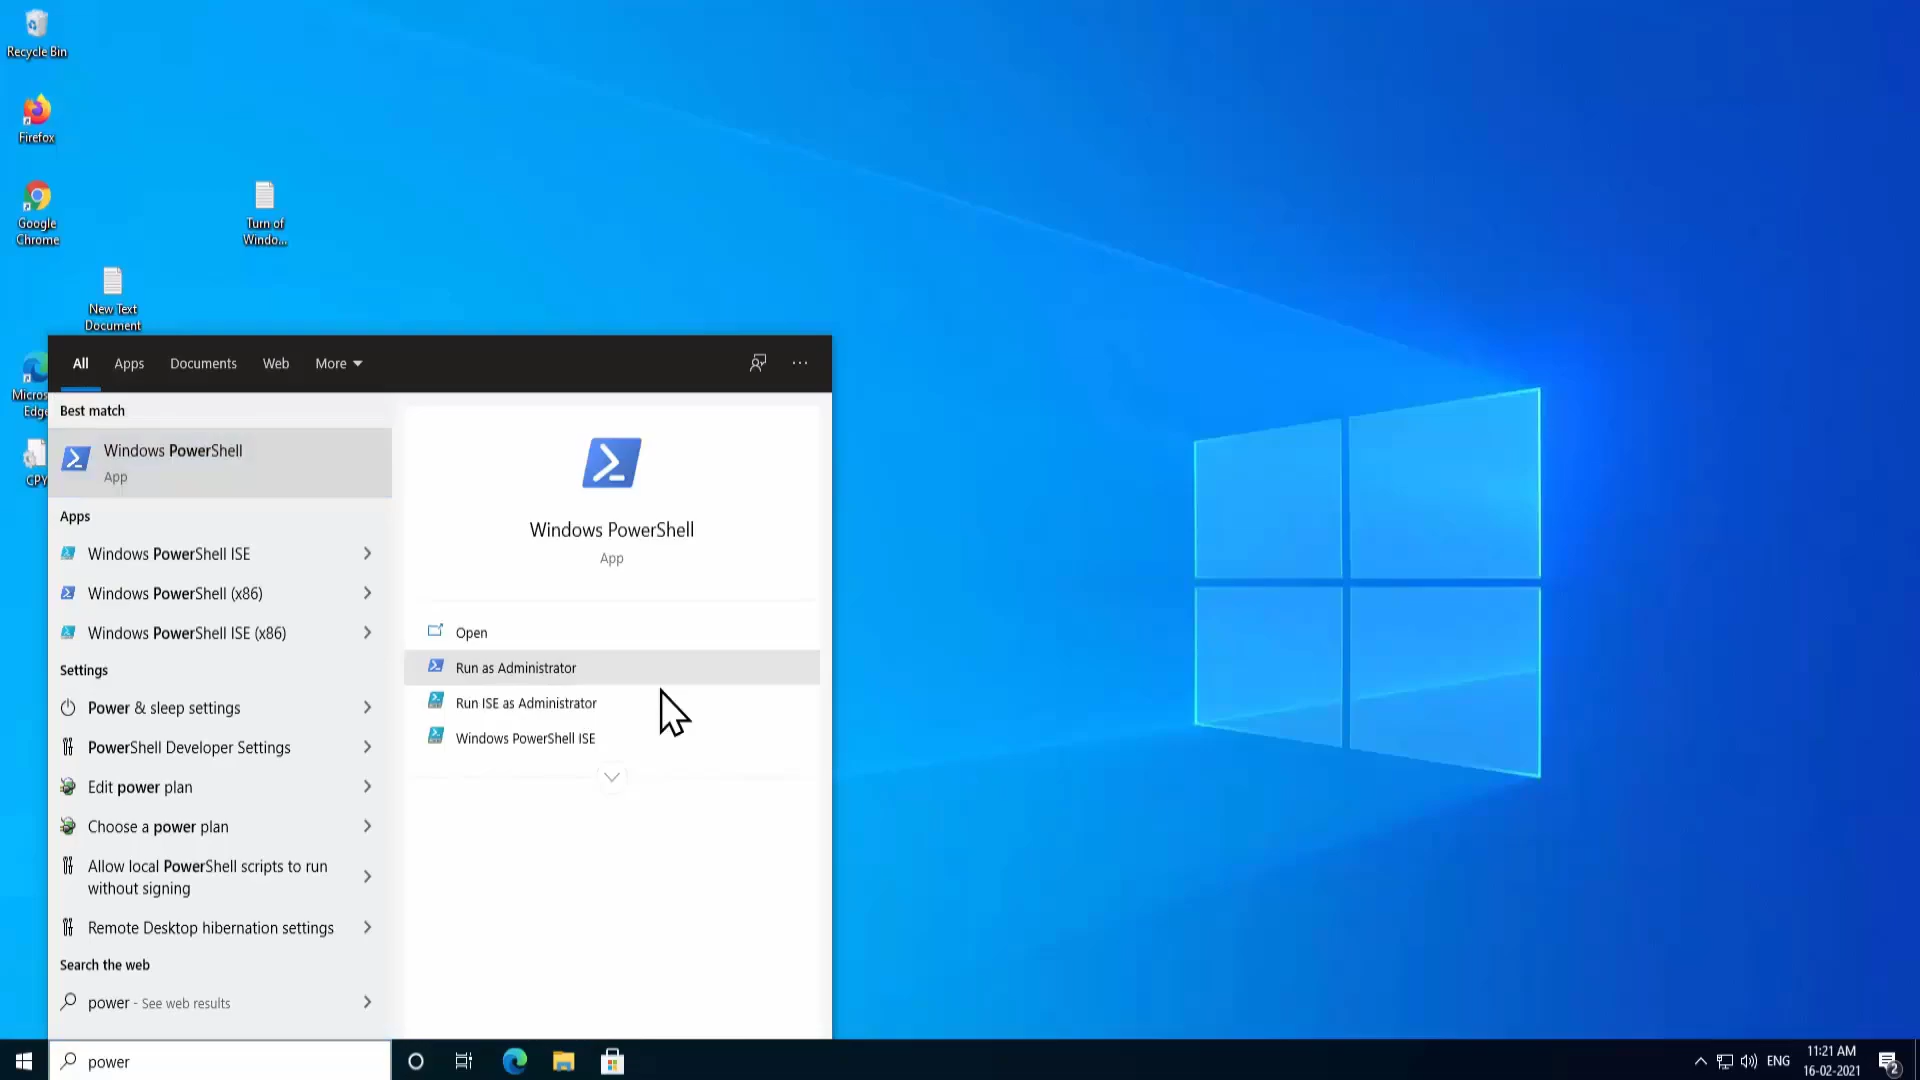 Recycle Bin
Firefox
Google
Chrome
Turn of
Windo...
New Text
Document
Micros
Edge
CPY
All
Apps
Documents
Web
More
...
Best match
Windows PowerShell
App
Apps
Windows PowerShell ISE
Windows PowerShell (x86)
Windows PowerShell ISE (x86)
Settings
Power & sleep settings
PowerShell Developer Settings
Edit power plan
Choose a power plan
Allow local PowerShell scripts to run
without signing
Remote Desktop hibernation settings
Search the web
power - See web results
Windows PowerShell
App
Open
Run as Administrator
Run ISE as Administrator
Windows PowerShell ISE
power
ENG
11:21 AM
16-02-2021
2